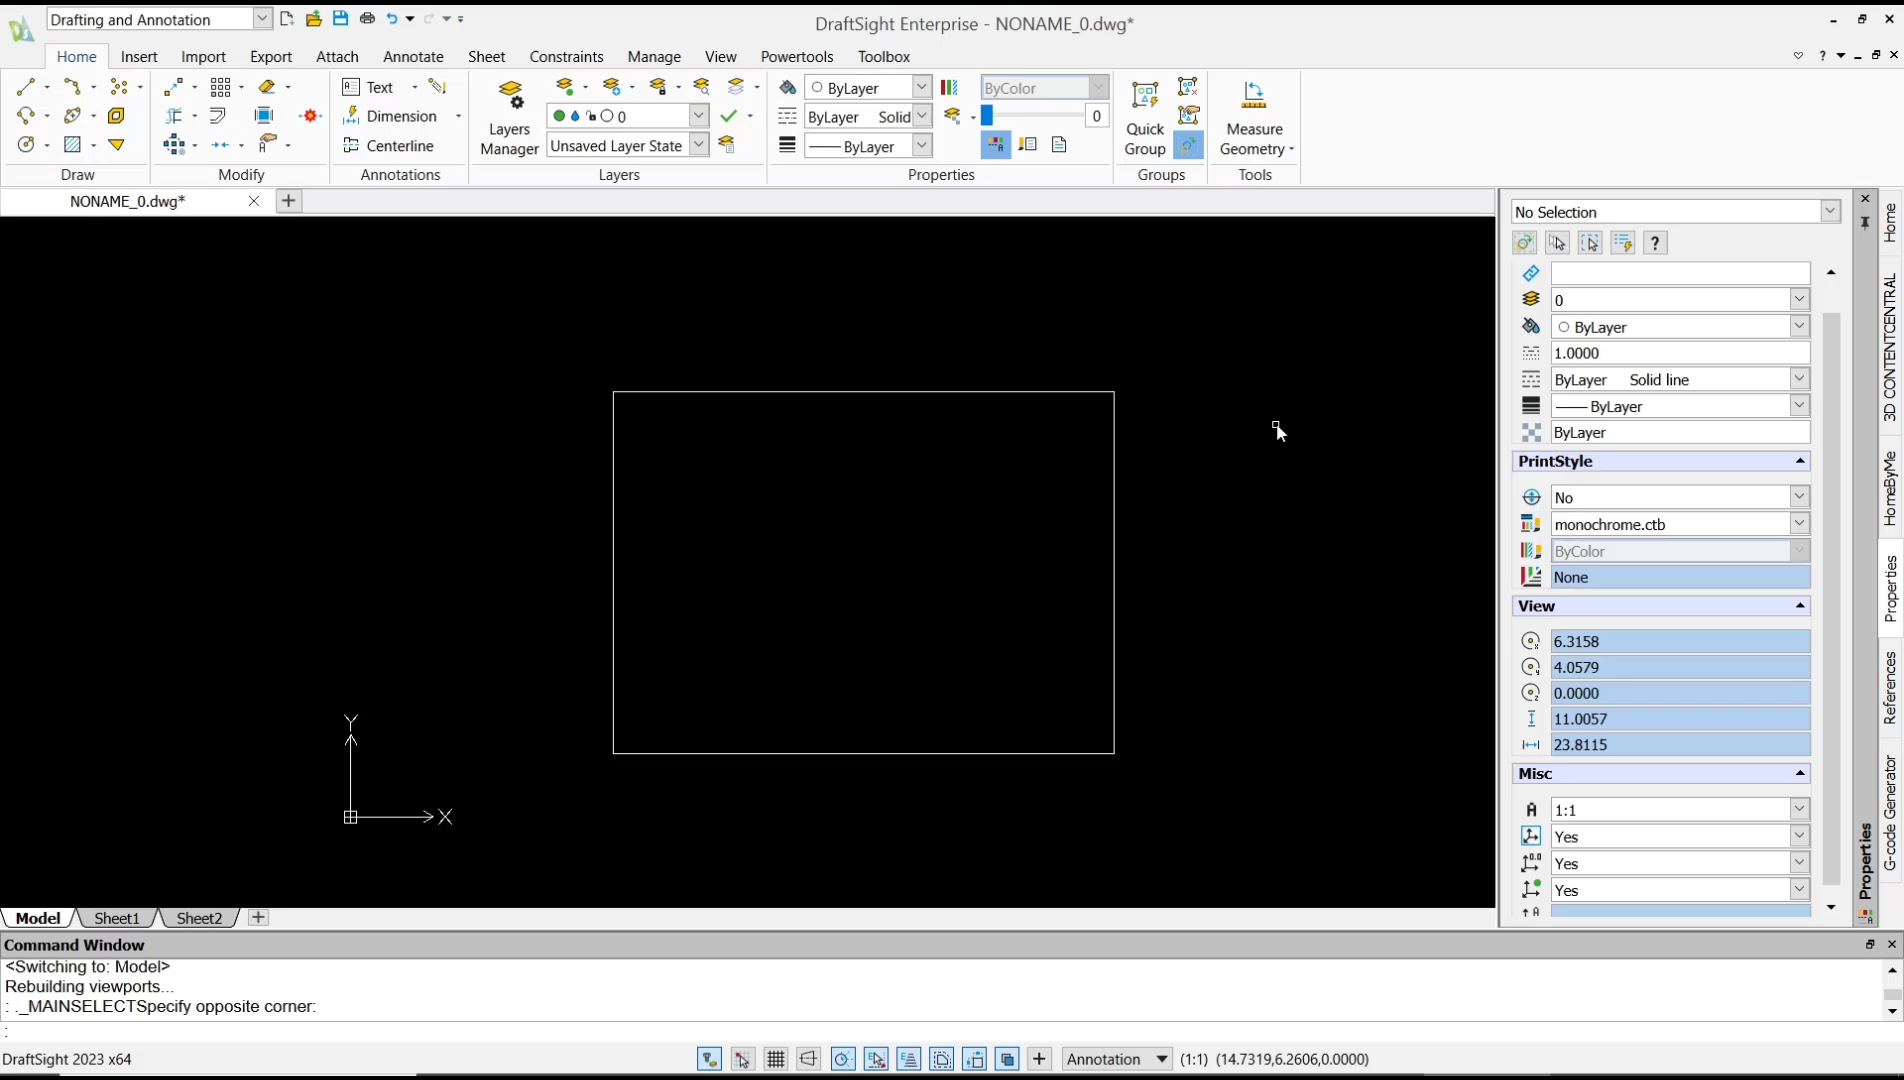 Drafting and Annotation
DraftSight Enterprise - NONAME_0.dwg*
Home Insert Import Export Attach Annotate Sheet Constraints Manage View Powertools Toolbox
?
Text
Dimension
Centerline
Layers
Manager
0
Unsaved Layer State
ByLayer
ByLayer Solid
ByLayer
ByColor
0
Quick
Group
Measure
Geometry
Draw Modify Annotations Layers Properties Groups Tools
NONAME_0.dwg*
Y
X
No Selection
?
0
ByLayer
1.0000
ByLayer Solid line
ByLayer
ByLayer
PrintStyle
No
monochrome.ctb
ByColor
None
View
6.3158
4.0579
0.0000
11.0057
23.8115
Misc
1:1
Yes
Yes
Yes
Properties
Home
3D CONTENTCENTRAL
HomeByMe
Properties
References
G-code Generator
Model Sheet1 Sheet2
Command Window
<Switching to: Model>
Rebuilding viewports...
: ._MAINSELECTSpecify opposite corner:
:
DraftSight 2023 x64
Annotation (1:1) (14.7319,6.2606,0.0000)